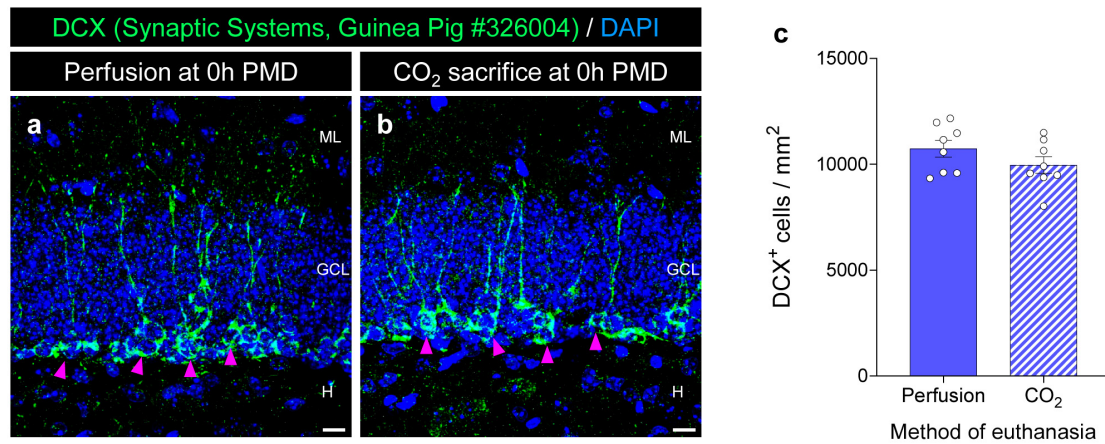 DCX (Synaptic Systems, Guinea Pig #326004) / DAPI
Perfusion at 0h PMD
CO₂ sacrifice at 0h PMD
a
ML
GCL
H
b
ML
GCL
H
c
DCX⁺ cells / mm²
15000
10000
5000
0
Perfusion
CO₂
Method of euthanasia